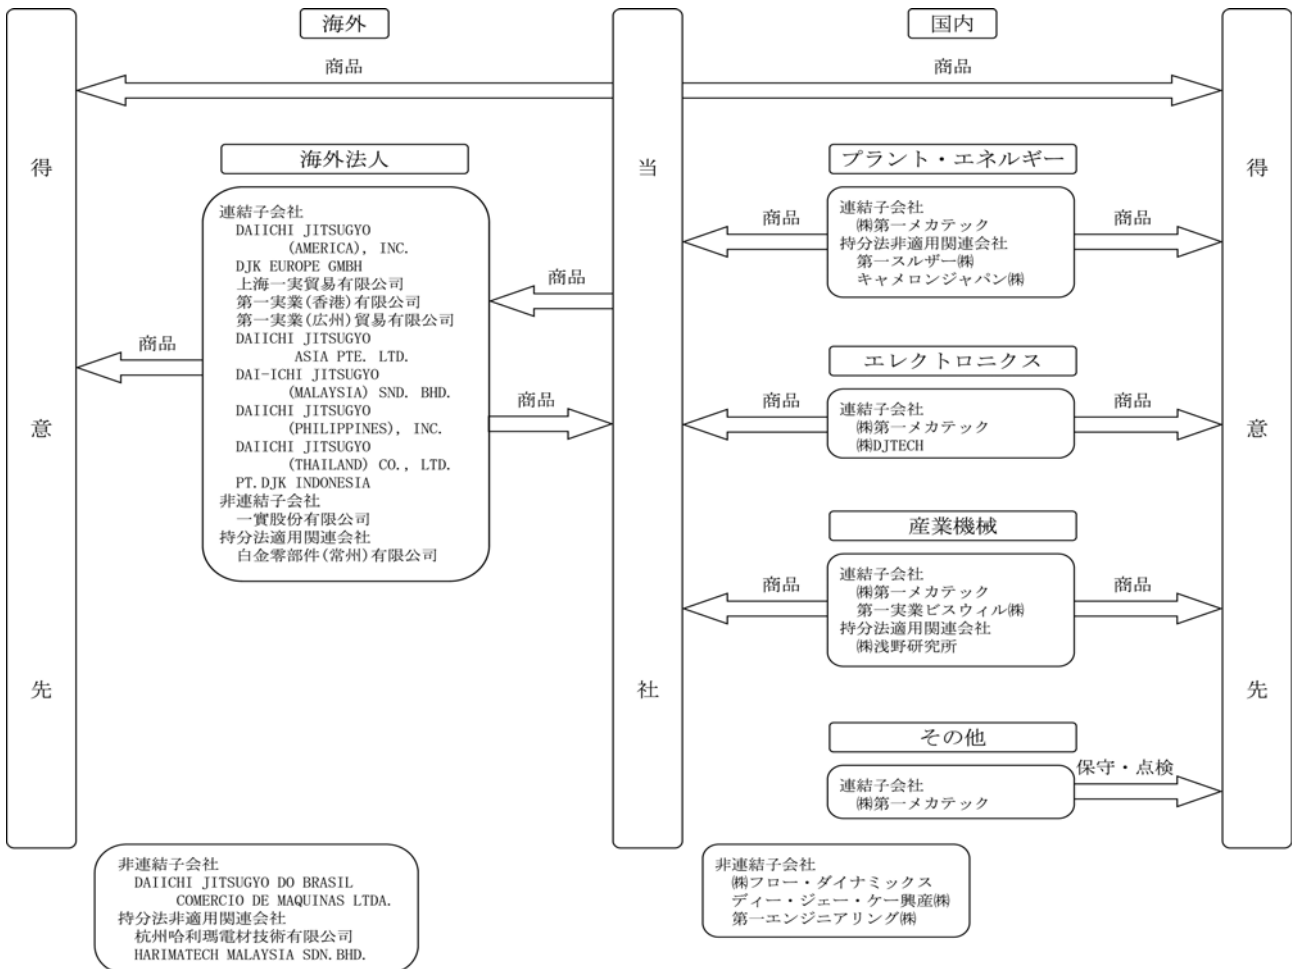 海外
国内
商品
商品
得意先
当社
得意先
海外法人
連結子会社
DAIICHI JITSUGYO
(AMERICA), INC.
DJK EUROPE GMBH
上海一実貿易有限公司
第一実業(香港)有限公司
第一実業(広州)貿易有限公司
DAIICHI JITSUGYO
ASIA PTE. LTD.
DAI-ICHI JITSUGYO
(MALAYSIA) SND. BHD.
DAIICHI JITSUGYO
(PHILIPPINES), INC.
DAIICHI JITSUGYO
(THAILAND) CO., LTD.
PT.DJK INDONESIA
非連結子会社
一實股份有限公司
持分法適用関連会社
白金零部件(常州)有限公司
商品
商品
商品
プラント・エネルギー
商品
連結子会社
㈱第一メカテック
持分法非適用関連会社
第一スルザー㈱
キャメロンジャパン㈱
商品
エレクトロニクス
商品
連結子会社
㈱第一メカテック
㈱DJTECH
商品
産業機械
商品
連結子会社
㈱第一メカテック
第一実業ビスウィル㈱
持分法適用関連会社
㈱浅野研究所
商品
その他
連結子会社
㈱第一メカテック
保守・点検
非連結子会社
DAIICHI JITSUGYO DO BRASIL
COMERCIO DE MAQUINAS LTDA.
持分法非適用関連会社
杭州哈利瑪電材技術有限公司
HARIMATECH MALAYSIA SDN.BHD.
非連結子会社
㈱フロー・ダイナミックス
ディー・ジェー・ケー興産㈱
第一エンジニアリング㈱